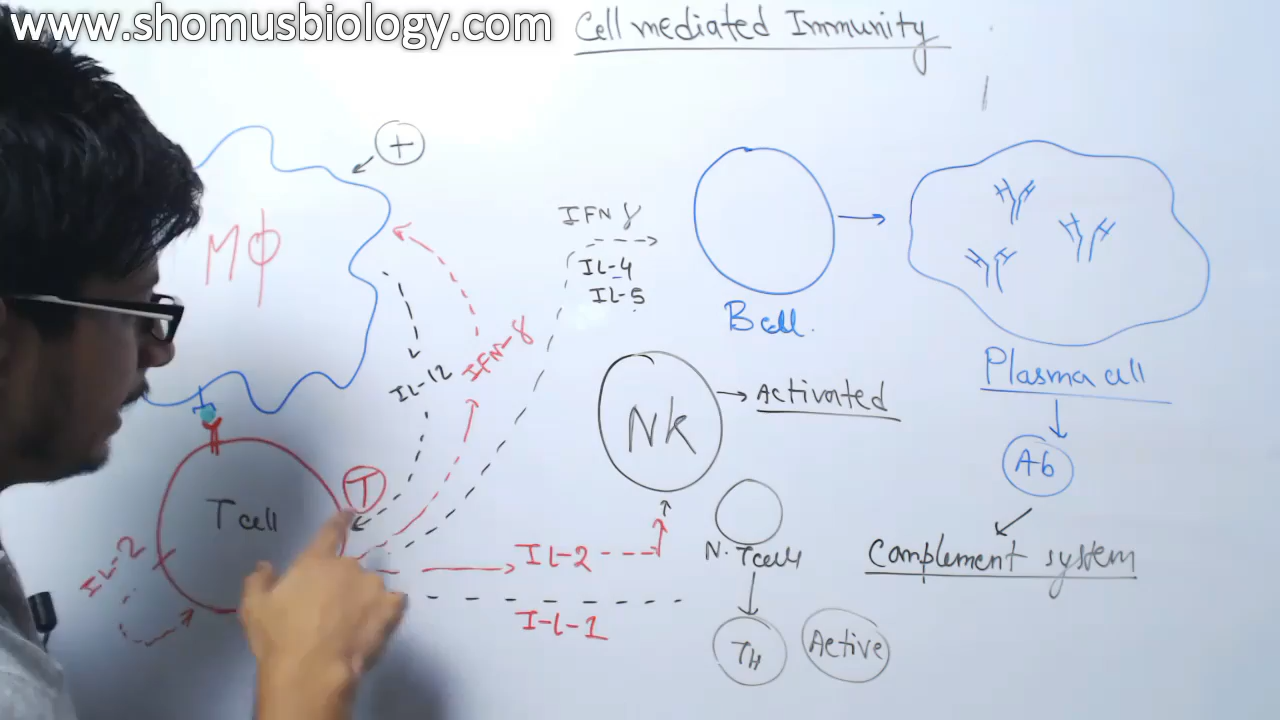 www.shomusbiology.com
Cell mediated Immunity
+
MΦ
IFN γ
IL-4
IL-5
B cell.
Plasma cell
Ab
Complement system
IL-12
IFN-γ
NK
Activated
T
T cell
IL-2
IL-2
I-L-1
N. T cells
TH
Active